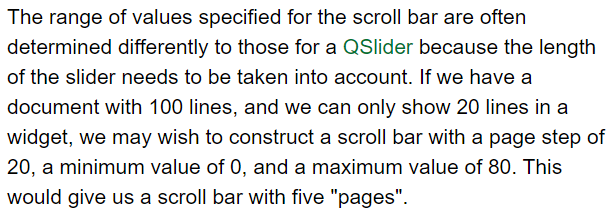 The range of values specified for the scroll bar are often
determined differently to those for a QSlider because the length
of the slider needs to be taken into account. If we have a
document with 100 lines, and we can only show 20 lines in a
widget, we may wish to construct a scroll bar with a page step of
20, a minimum value of 0, and a maximum value of 80. This
would give us a scroll bar with five "pages".